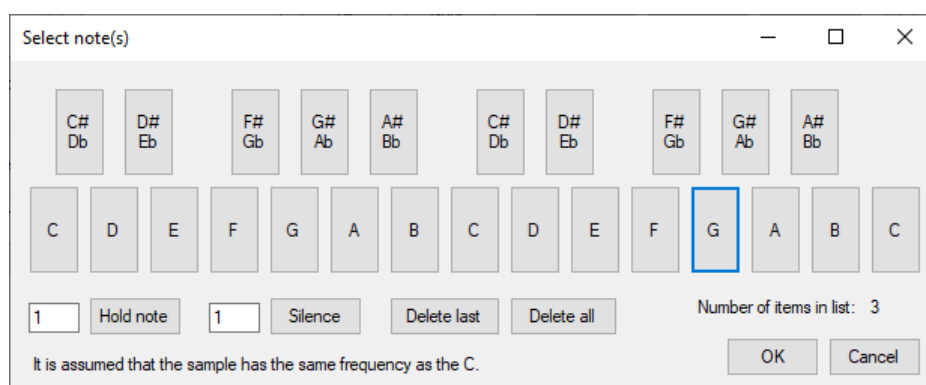 Select note(s)
C# D# F# G# A# C# D# F# G# A#
Db Eb Gb Ab Bb Db Eb Gb Ab Bb
C D E F G A B C D E F G A B C
1 Hold note 1 Silence Delete last Delete all Number of items in list: 3
It is assumed that the sample has the same frequency as the C.
OK Cancel